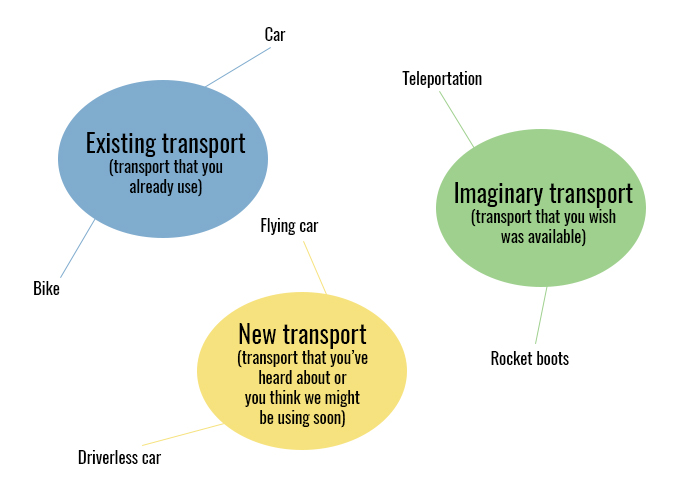 Car
Existing transport
(transport that you
already use)
Bike
Teleportation
Imaginary transport
(transport that you wish
was available)
Rocket boots
Flying car
New transport
(transport that you’ve
heard about or
you think we might
be using soon)
Driverless car